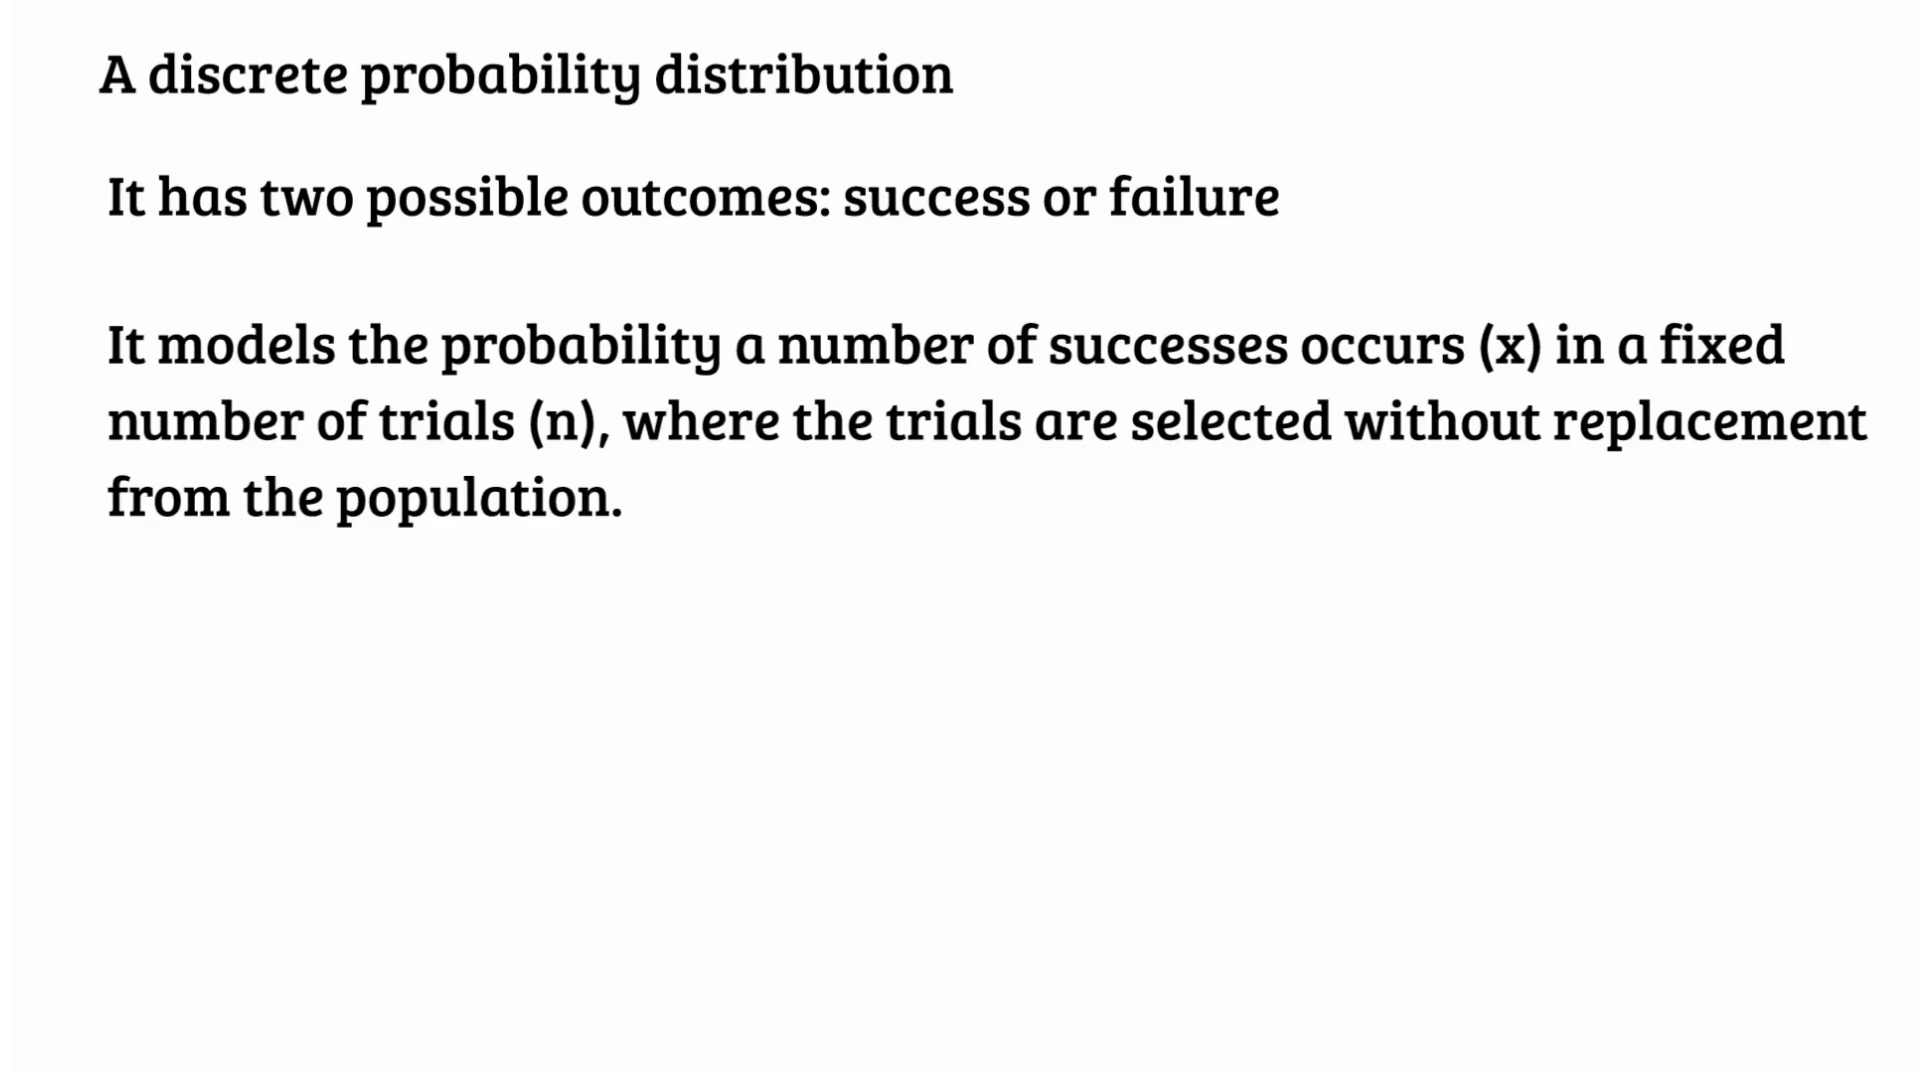 A discrete probability distribution
It has two possible outcomes: success or failure
It models the probability a number of successes occurs (x) in a fixed
number of trials (n), where the trials are selected without replacement
from the population.